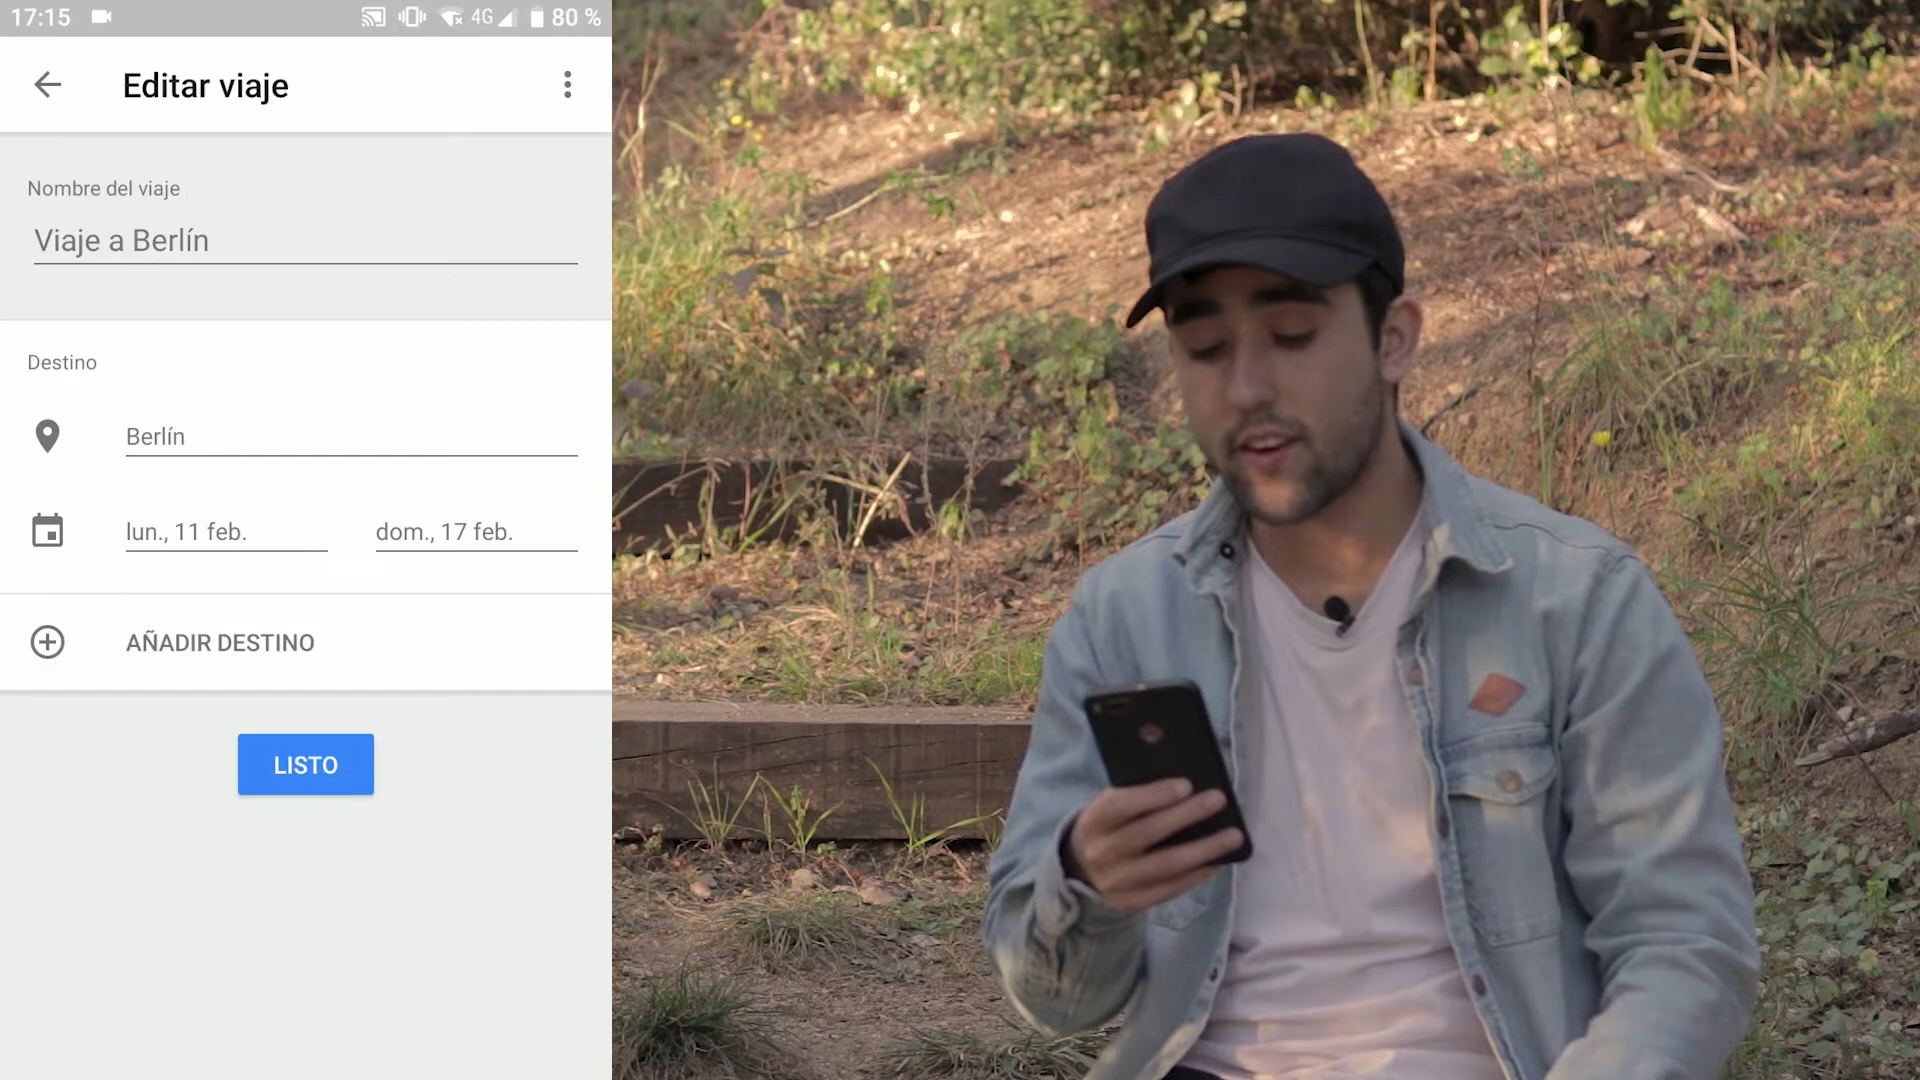 17:15 4G 80 %
Editar viaje
Nombre del viaje
Viaje a Berlín
Destino
Berlín
lun., 11 feb. dom., 17 feb.
AÑADIR DESTINO
LISTO